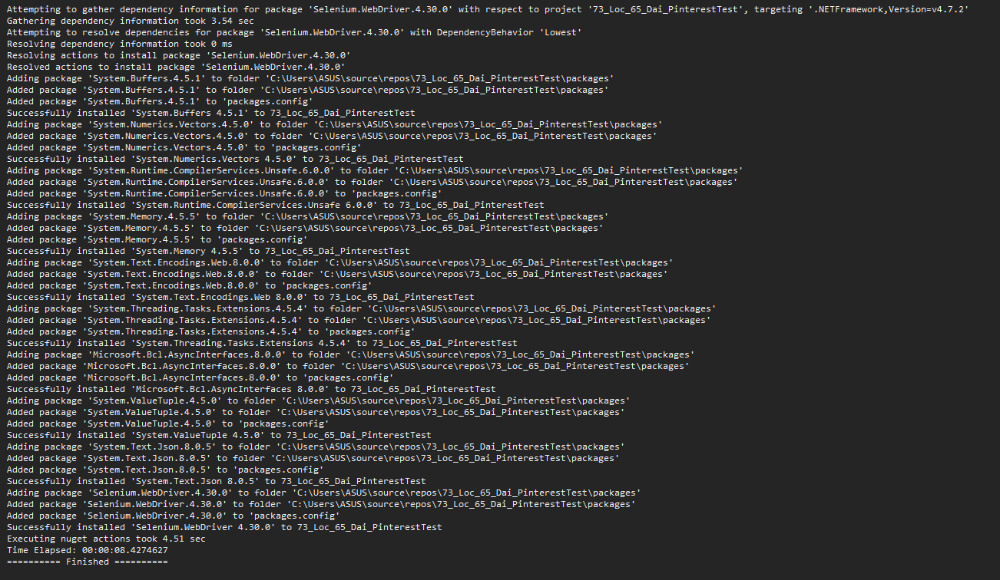 Attempting to gather dependency information for package 'Selenium.WebDriver.4.30.0' with respect to project '73_Loc_65_Dai_PinterestTest', targeting '.NETFramework,Version=v4.7.2'
Gathering dependency information took 3.54 sec
Attempting to resolve dependencies for package 'Selenium.WebDriver.4.30.0' with DependencyBehavior 'Lowest'
Resolving dependency information took 0 ms
Resolving actions to install package 'Selenium.WebDriver.4.30.0'
Resolved actions to install package 'Selenium.WebDriver.4.30.0'
Adding package 'System.Buffers.4.5.1' to folder 'C:\Users\ASUS\source\repos\73_Loc_65_Dai_PinterestTest\packages'
Added package 'System.Buffers.4.5.1' to folder 'C:\Users\ASUS\source\repos\73_Loc_65_Dai_PinterestTest\packages'
Added package 'System.Buffers.4.5.1' to 'packages.config'
Successfully installed 'System.Buffers 4.5.1' to 73_Loc_65_Dai_PinterestTest
Adding package 'System.Numerics.Vectors.4.5.0' to folder 'C:\Users\ASUS\source\repos\73_Loc_65_Dai_PinterestTest\packages'
Added package 'System.Numerics.Vectors.4.5.0' to folder 'C:\Users\ASUS\source\repos\73_Loc_65_Dai_PinterestTest\packages'
Added package 'System.Numerics.Vectors.4.5.0' to 'packages.config'
Successfully installed 'System.Numerics.Vectors 4.5.0' to 73_Loc_65_Dai_PinterestTest
Adding package 'System.Runtime.CompilerServices.Unsafe.6.0.0' to folder 'C:\Users\ASUS\source\repos\73_Loc_65_Dai_PinterestTest\packages'
Added package 'System.Runtime.CompilerServices.Unsafe.6.0.0' to folder 'C:\Users\ASUS\source\repos\73_Loc_65_Dai_PinterestTest\packages'
Added package 'System.Runtime.CompilerServices.Unsafe.6.0.0' to 'packages.config'
Successfully installed 'System.Runtime.CompilerServices.Unsafe 6.0.0' to 73_Loc_65_Dai_PinterestTest
Adding package 'System.Memory.4.5.5' to folder 'C:\Users\ASUS\source\repos\73_Loc_65_Dai_PinterestTest\packages'
Added package 'System.Memory.4.5.5' to folder 'C:\Users\ASUS\source\repos\73_Loc_65_Dai_PinterestTest\packages'
Added package 'System.Memory.4.5.5' to 'packages.config'
Successfully installed 'System.Memory 4.5.5' to 73_Loc_65_Dai_PinterestTest
Adding package 'System.Text.Encodings.Web.8.0.0' to folder 'C:\Users\ASUS\source\repos\73_Loc_65_Dai_PinterestTest\packages'
Added package 'System.Text.Encodings.Web.8.0.0' to folder 'C:\Users\ASUS\source\repos\73_Loc_65_Dai_PinterestTest\packages'
Added package 'System.Text.Encodings.Web.8.0.0' to 'packages.config'
Successfully installed 'System.Text.Encodings.Web 8.0.0' to 73_Loc_65_Dai_PinterestTest
Adding package 'System.Threading.Tasks.Extensions.4.5.4' to folder 'C:\Users\ASUS\source\repos\73_Loc_65_Dai_PinterestTest\packages'
Added package 'System.Threading.Tasks.Extensions.4.5.4' to folder 'C:\Users\ASUS\source\repos\73_Loc_65_Dai_PinterestTest\packages'
Added package 'System.Threading.Tasks.Extensions.4.5.4' to 'packages.config'
Successfully installed 'System.Threading.Tasks.Extensions 4.5.4' to 73_Loc_65_Dai_PinterestTest
Adding package 'Microsoft.Bcl.AsyncInterfaces.8.0.0' to folder 'C:\Users\ASUS\source\repos\73_Loc_65_Dai_PinterestTest\packages'
Added package 'Microsoft.Bcl.AsyncInterfaces.8.0.0' to folder 'C:\Users\ASUS\source\repos\73_Loc_65_Dai_PinterestTest\packages'
Added package 'Microsoft.Bcl.AsyncInterfaces.8.0.0' to 'packages.config'
Successfully installed 'Microsoft.Bcl.AsyncInterfaces 8.0.0' to 73_Loc_65_Dai_PinterestTest
Adding package 'System.ValueTuple.4.5.0' to folder 'C:\Users\ASUS\source\repos\73_Loc_65_Dai_PinterestTest\packages'
Added package 'System.ValueTuple.4.5.0' to folder 'C:\Users\ASUS\source\repos\73_Loc_65_Dai_PinterestTest\packages'
Added package 'System.ValueTuple.4.5.0' to 'packages.config'
Successfully installed 'System.ValueTuple 4.5.0' to 73_Loc_65_Dai_PinterestTest
Adding package 'System.Text.Json.8.0.5' to folder 'C:\Users\ASUS\source\repos\73_Loc_65_Dai_PinterestTest\packages'
Added package 'System.Text.Json.8.0.5' to folder 'C:\Users\ASUS\source\repos\73_Loc_65_Dai_PinterestTest\packages'
Added package 'System.Text.Json.8.0.5' to 'packages.config'
Successfully installed 'System.Text.Json 8.0.5' to 73_Loc_65_Dai_PinterestTest
Adding package 'Selenium.WebDriver.4.30.0' to folder 'C:\Users\ASUS\source\repos\73_Loc_65_Dai_PinterestTest\packages'
Added package 'Selenium.WebDriver.4.30.0' to folder 'C:\Users\ASUS\source\repos\73_Loc_65_Dai_PinterestTest\packages'
Added package 'Selenium.WebDriver.4.30.0' to 'packages.config'
Successfully installed 'Selenium.WebDriver 4.30.0' to 73_Loc_65_Dai_PinterestTest
Executing nuget actions took 4.51 sec
Time Elapsed: 00:00:08.4274627
========== Finished ==========